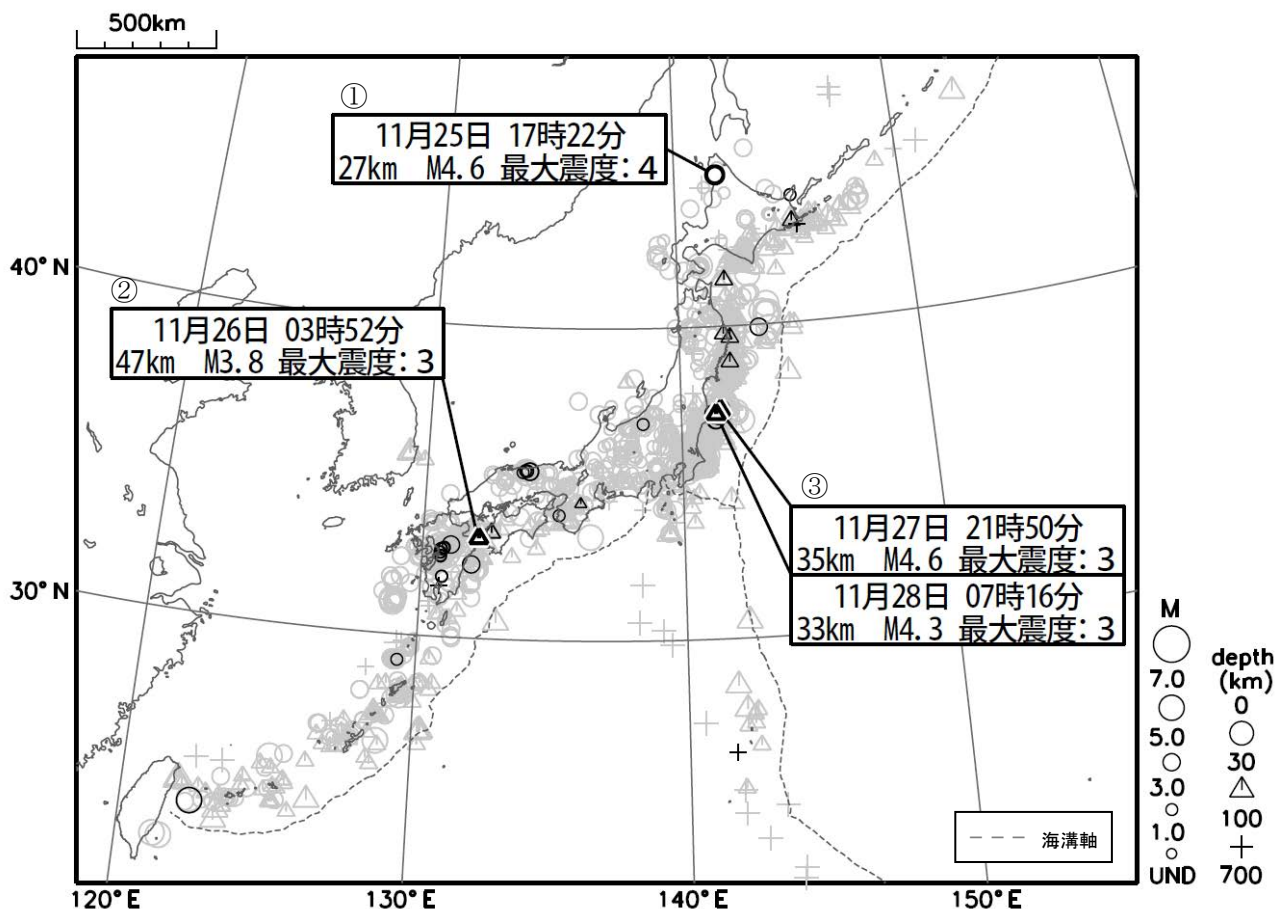 500km
①
11月25日 17時22分
27km M4.6 最大震度:4
40°N
②
11月26日 03時52分
47km M3.8 最大震度:3
③
11月27日 21時50分
35km M4.6 最大震度:3
11月28日 07時16分
33km M4.3 最大震度:3
30°N
M
7.0
5.0
3.0
1.0
UND
depth
(km)
0
30
100
700
海溝軸
120°E
130°E
140°E
150°E